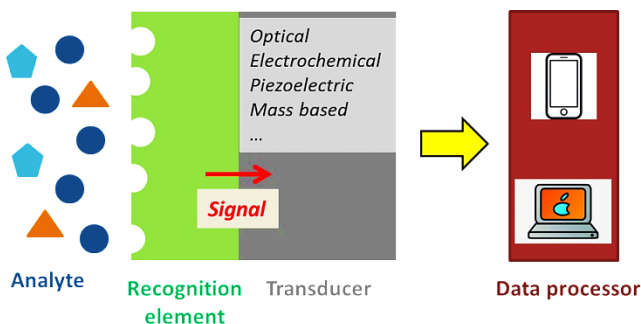 Optical
Electrochemical
Piezoelectric
Mass based
...
Signal
Analyte
Recognition
element
Transducer
Data processor